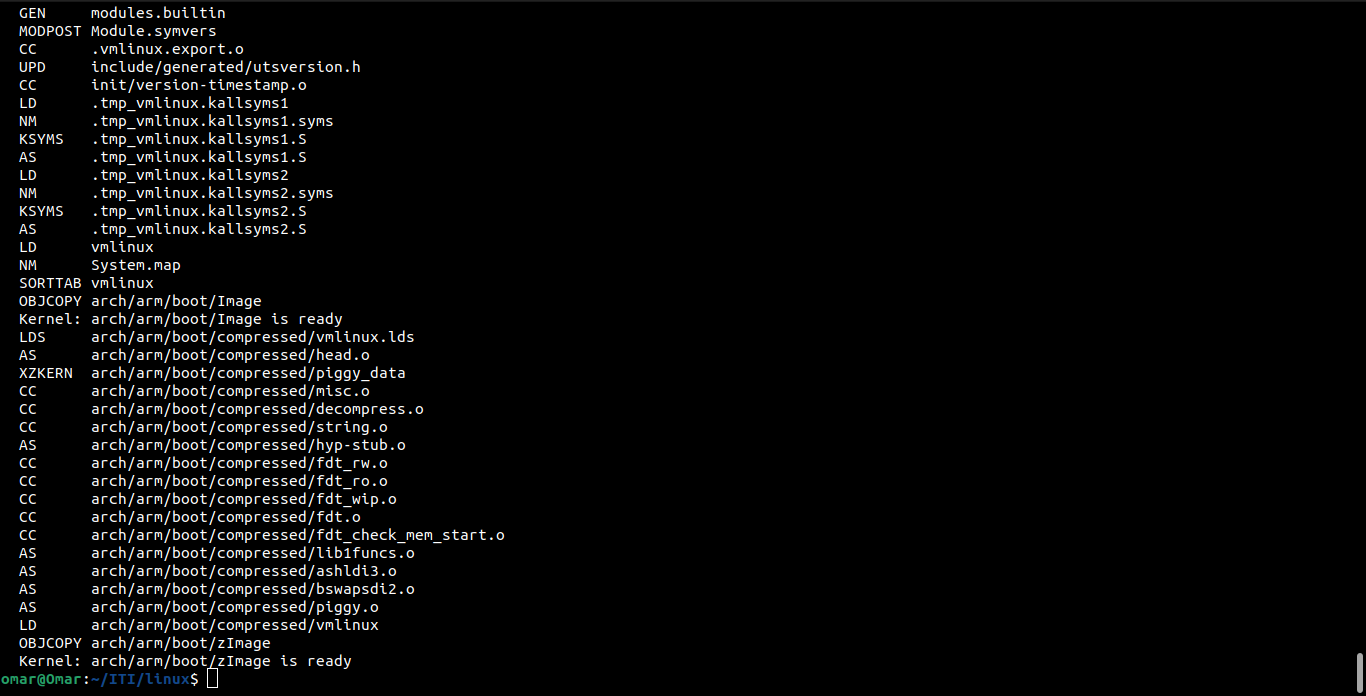 GEN     modules.builtin
MODPOST Module.symvers
CC      .vmlinux.export.o
UPD     include/generated/utsversion.h
CC      init/version-timestamp.o
LD      .tmp_vmlinux.kallsyms1
NM      .tmp_vmlinux.kallsyms1.syms
KSYMS   .tmp_vmlinux.kallsyms1.S
AS      .tmp_vmlinux.kallsyms1.S
LD      .tmp_vmlinux.kallsyms2
NM      .tmp_vmlinux.kallsyms2.syms
KSYMS   .tmp_vmlinux.kallsyms2.S
AS      .tmp_vmlinux.kallsyms2.S
LD      vmlinux
NM      System.map
SORTTAB vmlinux
OBJCOPY arch/arm/boot/Image
Kernel: arch/arm/boot/Image is ready
LDS     arch/arm/boot/compressed/vmlinux.lds
AS      arch/arm/boot/compressed/head.o
XZKERN  arch/arm/boot/compressed/piggy_data
CC      arch/arm/boot/compressed/misc.o
CC      arch/arm/boot/compressed/decompress.o
CC      arch/arm/boot/compressed/string.o
AS      arch/arm/boot/compressed/hyp-stub.o
CC      arch/arm/boot/compressed/fdt_rw.o
CC      arch/arm/boot/compressed/fdt_ro.o
CC      arch/arm/boot/compressed/fdt_wip.o
CC      arch/arm/boot/compressed/fdt.o
CC      arch/arm/boot/compressed/fdt_check_mem_start.o
AS      arch/arm/boot/compressed/lib1funcs.o
AS      arch/arm/boot/compressed/ashldi3.o
AS      arch/arm/boot/compressed/bswapsdi2.o
AS      arch/arm/boot/compressed/piggy.o
LD      arch/arm/boot/compressed/vmlinux
OBJCOPY arch/arm/boot/zImage
Kernel: arch/arm/boot/zImage is ready
omar@Omar:~/ITI/linux$